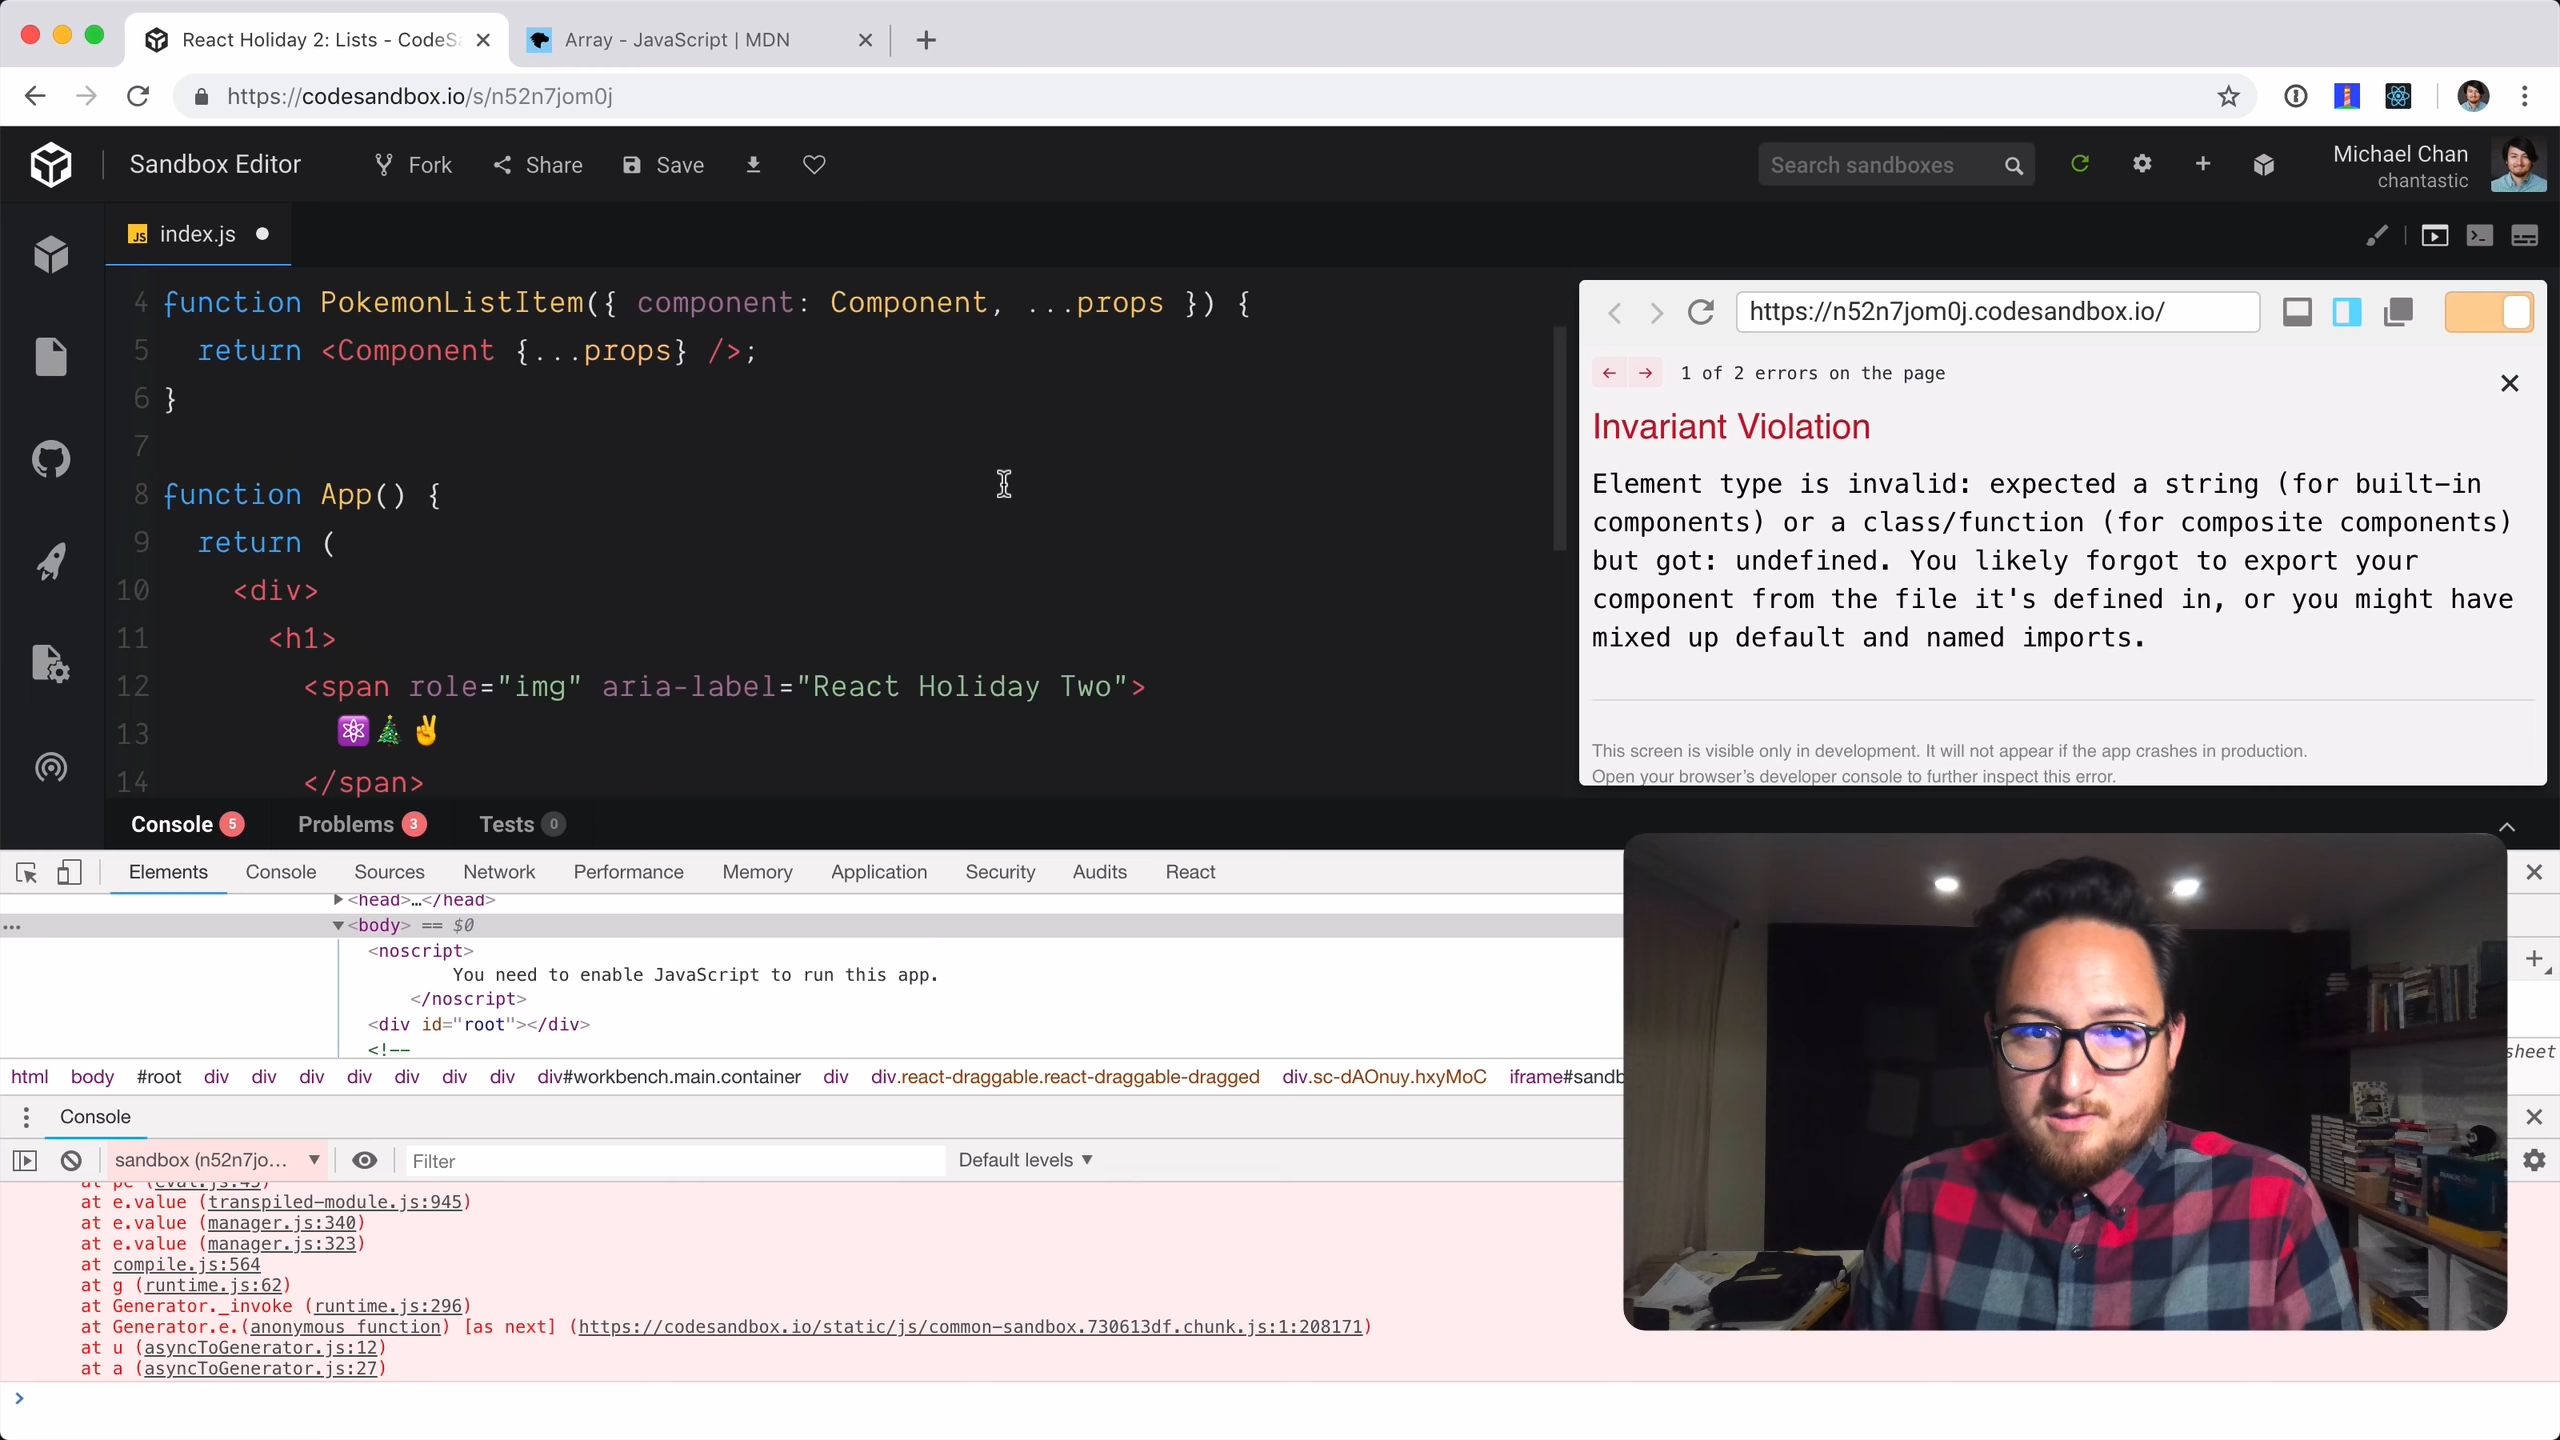 React Holiday 2: Lists - CodeS
Array - JavaScript | MDN
https://codesandbox.io/s/n52n7jom0j
Sandbox Editor
Fork
Share
Save
Search sandboxes
Michael Chan
chantastic
JS index.js
4 function PokemonListItem({ component: Component, ...props }) {
5 return <Component {...props} />;
6 }
7
8 function App() {
9 return (
10 <div>
11 <h1>
12 <span role="img" aria-label="React Holiday Two">
13 ⚛️🎄✌️
14 </span>
https://n52n7jom0j.codesandbox.io/
1 of 2 errors on the page
Invariant Violation
Element type is invalid: expected a string (for built-in
components) or a class/function (for composite components)
but got: undefined. You likely forgot to export your
component from the file it's defined in, or you might have
mixed up default and named imports.
This screen is visible only in development. It will not appear if the app crashes in production.
Open your browser's developer console to further inspect this error.
Console 5 Problems 3 Tests 0
Elements Console Sources Network Performance Memory Application Security Audits React
<head>…</head>
… <body> == $0
<noscript>
You need to enable JavaScript to run this app.
</noscript>
<div id="root"></div>
<!--
sheet
html body #root div div div div div div div div#workbench.main.container div div.react-draggable.react-draggable-dragged div.sc-dAOnuy.hxyMoC iframe#sandb
Console
sandbox (n52n7jo… ▼ Filter Default levels ▼
at pe (eval.js:45)
at e.value (transpiled-module.js:945)
at e.value (manager.js:340)
at e.value (manager.js:323)
at compile.js:564
at g (runtime.js:62)
at Generator._invoke (runtime.js:296)
at Generator.e.(anonymous function) [as next] (https://codesandbox.io/static/js/common-sandbox.730613df.chunk.js:1:208171)
at u (asyncToGenerator.js:12)
at a (asyncToGenerator.js:27)
>